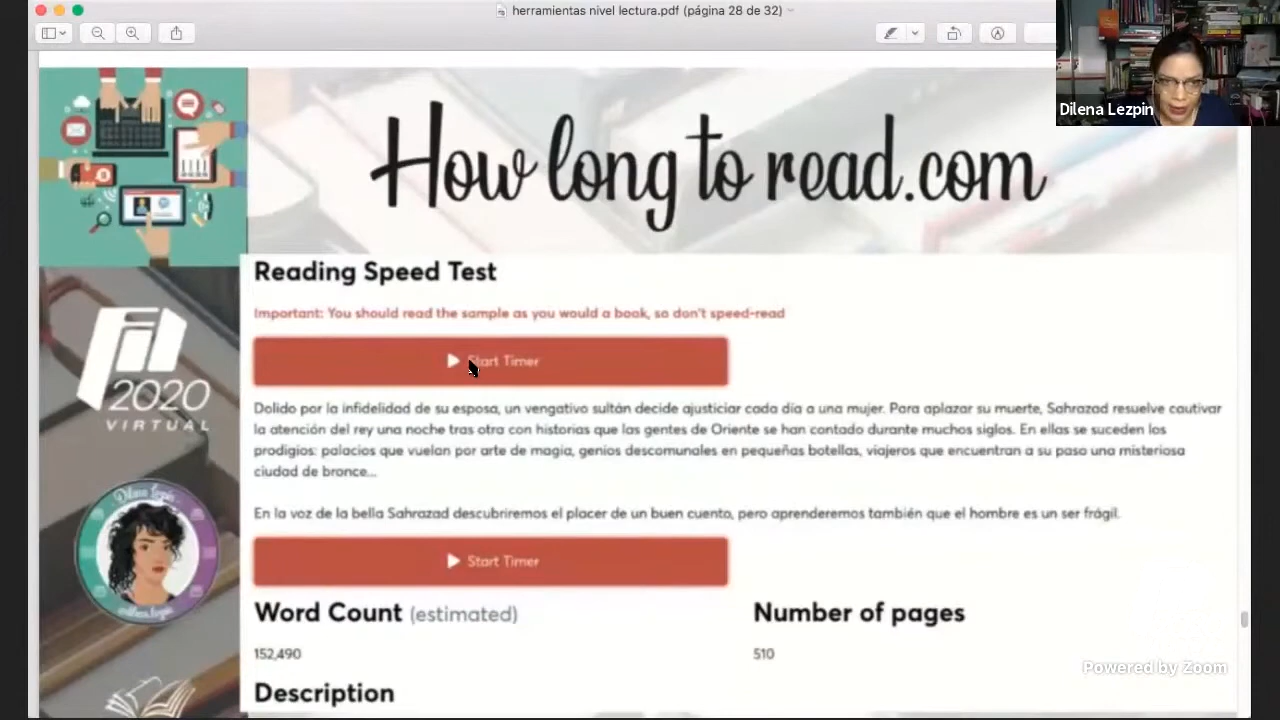 herramientas nivel lectura.pdf (página 28 de 32)
Dilena Lezpin
How long to read.com
Reading Speed Test
Important: You should read the sample as you would a book, so don't speed-read
Start Timer
Dolido por la infidelidad de su esposa, un vengativo sultán decide ajusticiar cada día a una mujer. Para aplazar su muerte, Sahrazad resuelve cautivar
la atención del rey una noche tras otra con historias que las gentes de Oriente se han contado durante muchos siglos. En ellas se suceden los
prodigios: palacios que vuelan por arte de magia, genios descomunales en pequeñas botellas, viajeros que encuentran a su paso una misteriosa
ciudad de bronce...
En la voz de la bella Sahrazad descubriremos el placer de un buen cuento, pero aprenderemos también que el hombre es un ser frágil.
Start Timer
Word Count (estimated)
Number of pages
152,490
510
Description
fil
2020
VIRTUAL
Dilena Lezpin
Powered by Zoom